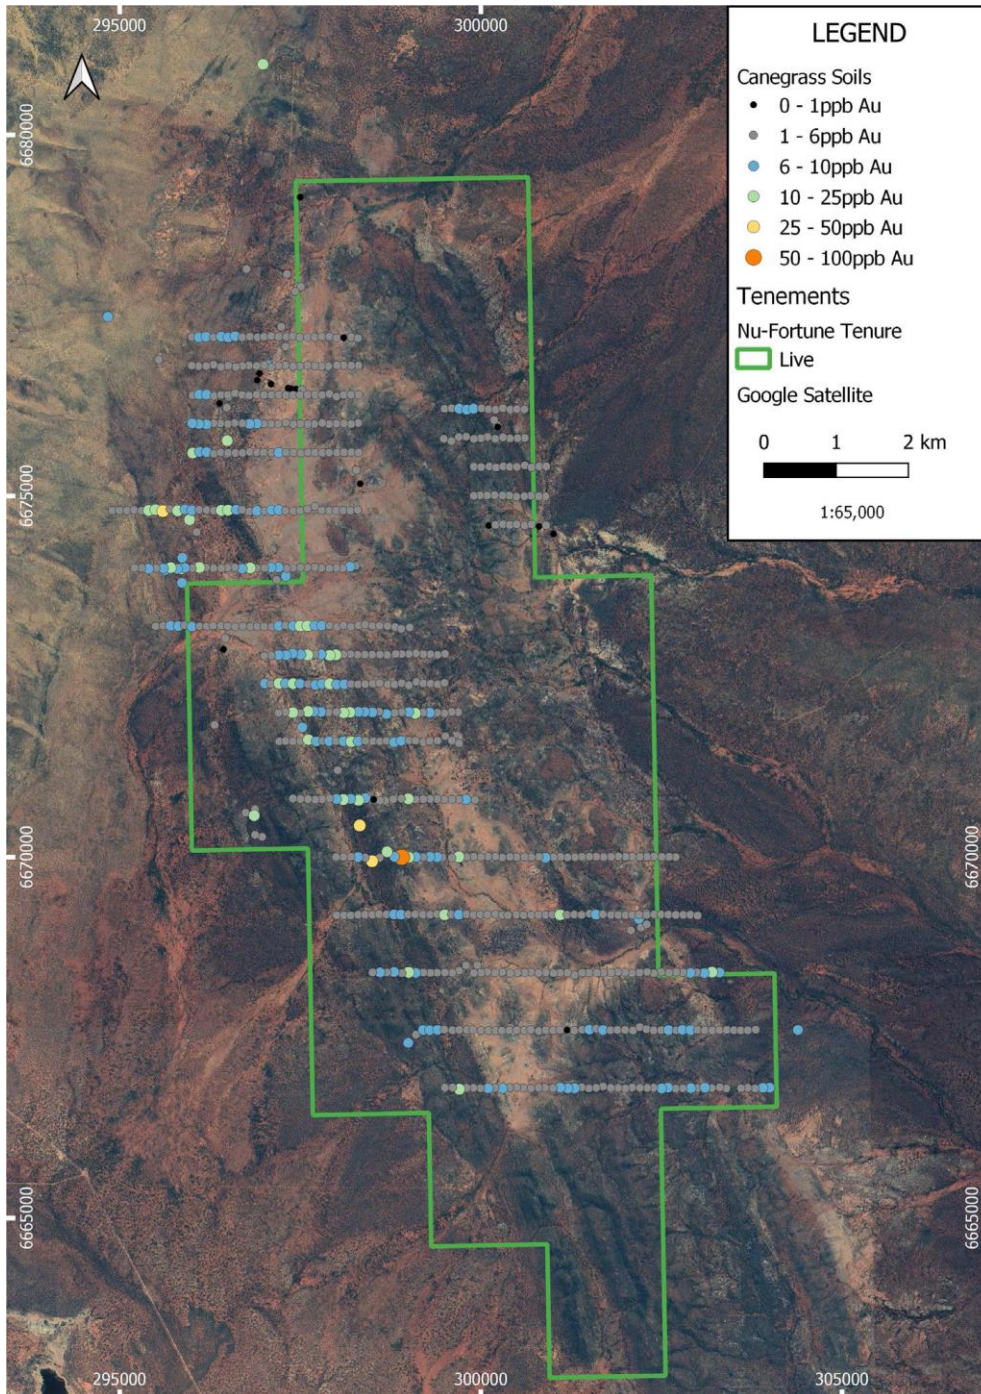 295000
300000
LEGEND
Canegrass Soils
0 - 1ppb Au
1 - 6ppb Au
6 - 10ppb Au
10 - 25ppb Au
25 - 50ppb Au
50 - 100ppb Au
Tenements
Nu-Fortune Tenure
Live
Google Satellite
0 1 2 km
1:65,000
6680000
6675000
6670000
6670000
6665000
6665000
295000
300000
305000